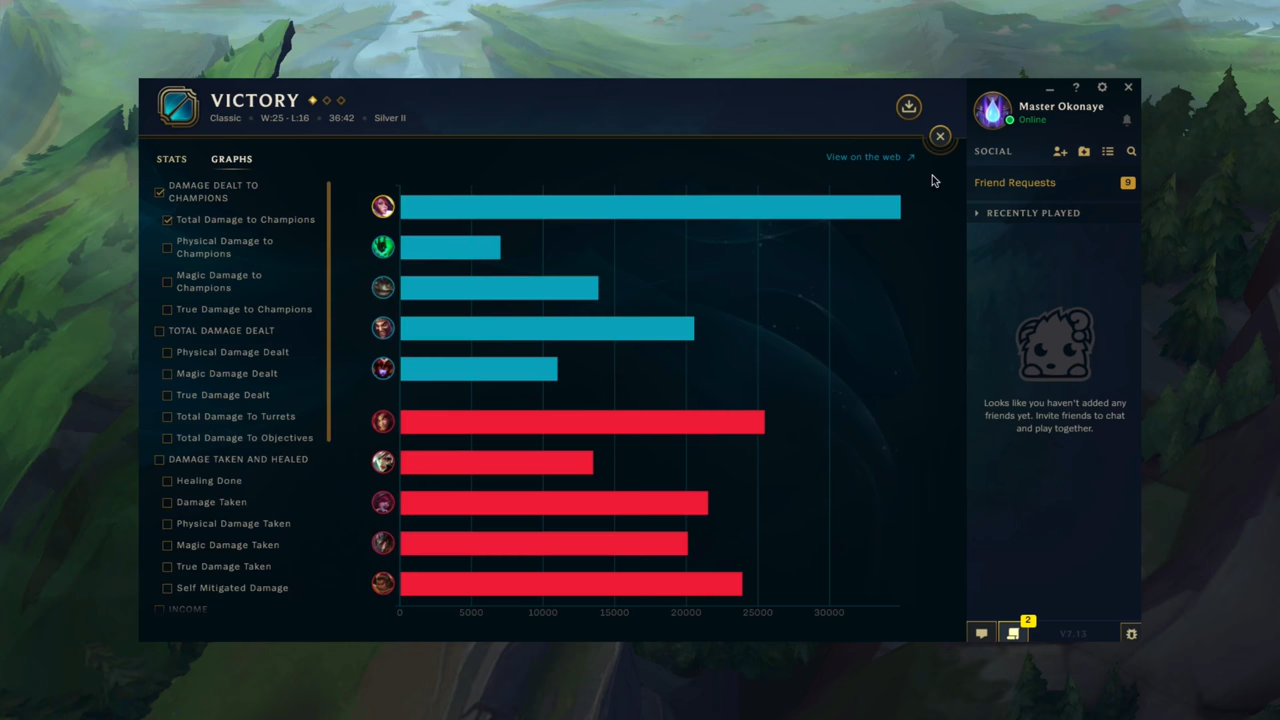 VICTORY
Classic • W:25 - L:16 • 36:42 • Silver II
Master Okonaye
Online
STATS GRAPHS
View on the web
SOCIAL
Friend Requests 9
RECENTLY PLAYED
DAMAGE DEALT TO
CHAMPIONS
Total Damage to Champions
Physical Damage to
Champions
Magic Damage to
Champions
True Damage to Champions
TOTAL DAMAGE DEALT
Physical Damage Dealt
Magic Damage Dealt
True Damage Dealt
Total Damage To Turrets
Total Damage To Objectives
DAMAGE TAKEN AND HEALED
Healing Done
Damage Taken
Physical Damage Taken
Magic Damage Taken
True Damage Taken
Self Mitigated Damage
INCOME
0 5000 10000 15000 20000 25000 30000
Looks like you haven't added any
friends yet. Invite friends to chat
and play together.
2
V7.13